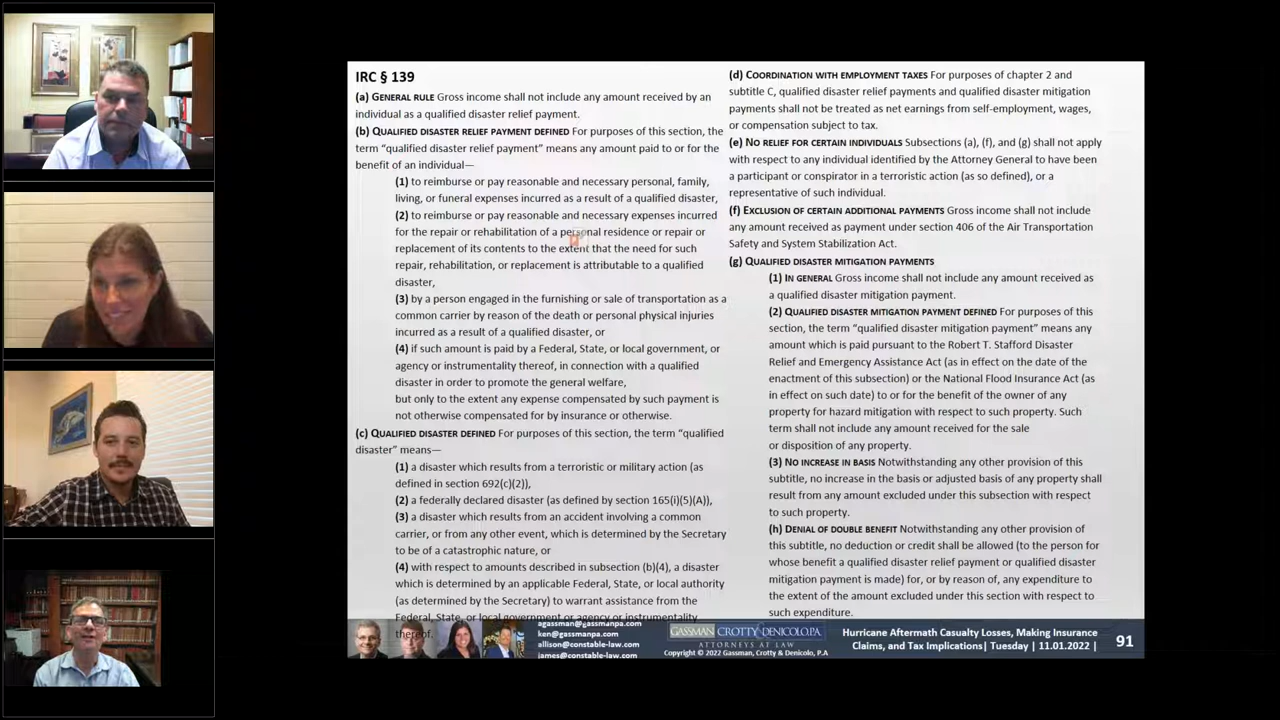 IRC § 139
(a) GENERAL RULE Gross income shall not include any amount received by an
individual as a qualified disaster relief payment.
(b) QUALIFIED DISASTER RELIEF PAYMENT DEFINED For purposes of this section, the
term “qualified disaster relief payment” means any amount paid to or for the
benefit of an individual—
(1) to reimburse or pay reasonable and necessary personal, family,
living, or funeral expenses incurred as a result of a qualified disaster,
(2) to reimburse or pay reasonable and necessary expenses incurred
for the repair or rehabilitation of a personal residence or repair or
replacement of its contents to the extent that the need for such
repair, rehabilitation, or replacement is attributable to a qualified
disaster,
(3) by a person engaged in the furnishing or sale of transportation as a
common carrier by reason of the death or personal physical injuries
incurred as a result of a qualified disaster, or
(4) if such amount is paid by a Federal, State, or local government, or
agency or instrumentality thereof, in connection with a qualified
disaster in order to promote the general welfare,
but only to the extent any expense compensated by such payment is
not otherwise compensated for by insurance or otherwise.
(c) QUALIFIED DISASTER DEFINED For purposes of this section, the term “qualified
disaster” means—
(1) a disaster which results from a terroristic or military action (as
defined in section 692(c)(2)),
(2) a federally declared disaster (as defined by section 165(i)(5)(A)),
(3) a disaster which results from an accident involving a common
carrier, or from any other event, which is determined by the Secretary
to be of a catastrophic nature, or
(4) with respect to amounts described in subsection (b)(4), a disaster
which is determined by an applicable Federal, State, or local authority
(as determined by the Secretary) to warrant assistance from the
Federal, State, or local government or agency or instrumentality
thereof.
(d) COORDINATION WITH EMPLOYMENT TAXES For purposes of chapter 2 and
subtitle C, qualified disaster relief payments and qualified disaster mitigation
payments shall not be treated as net earnings from self-employment, wages,
or compensation subject to tax.
(e) NO RELIEF FOR CERTAIN INDIVIDUALS Subsections (a), (f), and (g) shall not apply
with respect to any individual identified by the Attorney General to have been
a participant or conspirator in a terroristic action (as so defined), or a
representative of such individual.
(f) EXCLUSION OF CERTAIN ADDITIONAL PAYMENTS Gross income shall not include
any amount received as payment under section 406 of the Air Transportation
Safety and System Stabilization Act.
(g) QUALIFIED DISASTER MITIGATION PAYMENTS
(1) IN GENERAL Gross income shall not include any amount received as
a qualified disaster mitigation payment.
(2) QUALIFIED DISASTER MITIGATION PAYMENT DEFINED For purposes of this
section, the term “qualified disaster mitigation payment” means any
amount which is paid pursuant to the Robert T. Stafford Disaster
Relief and Emergency Assistance Act (as in effect on the date of the
enactment of this subsection) or the National Flood Insurance Act (as
in effect on such date) to or for the benefit of the owner of any
property for hazard mitigation with respect to such property. Such
term shall not include any amount received for the sale
or disposition of any property.
(3) NO INCREASE IN BASIS Notwithstanding any other provision of this
subtitle, no increase in the basis or adjusted basis of any property shall
result from any amount excluded under this subsection with respect
to such property.
(h) DENIAL OF DOUBLE BENEFIT Notwithstanding any other provision of
this subtitle, no deduction or credit shall be allowed (to the person for
whose benefit a qualified disaster relief payment or qualified disaster
mitigation payment is made) for, or by reason of, any expenditure to
the extent of the amount excluded under this section with respect to
such expenditure.
agassman@gassmanpa.com
ken@gassmanpa.com
allison@constable-law.com
james@constable-law.com
GASSMAN CROTTY DENICOLO, P.A.
ATTORNEYS AT LAW
Copyright © 2022 Gassman, Crotty & Denicolo, P.A
Hurricane Aftermath Casualty Losses, Making Insurance
Claims, and Tax Implications| Tuesday | 11.01.2022 |
91